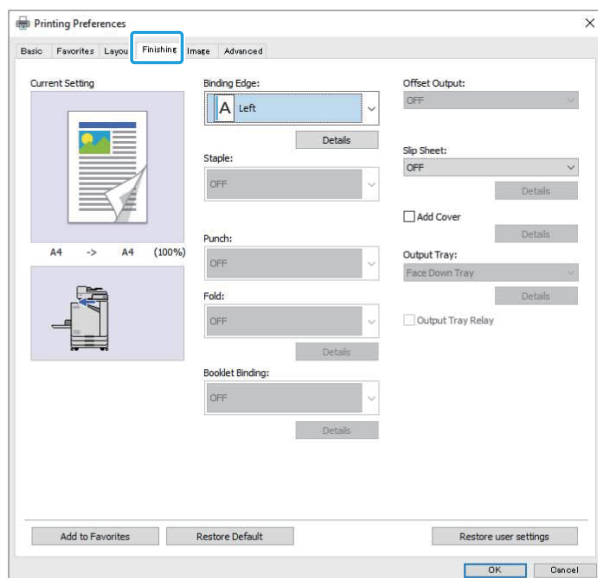 Printing Preferences
Basic Favorites Layou Finishing Image Advanced
Current Setting
A4 -> A4 (100%)
Binding Edge:
A Left
Details
Staple:
OFF
Punch:
OFF
Fold:
OFF
Details
Booklet Binding:
OFF
Details
Offset Output:
OFF
Slip Sheet:
OFF
Details
Add Cover
Details
Output Tray:
Face Down Tray
Details
Output Tray Relay
Add to Favorites Restore Default Restore user settings
OK Cancel